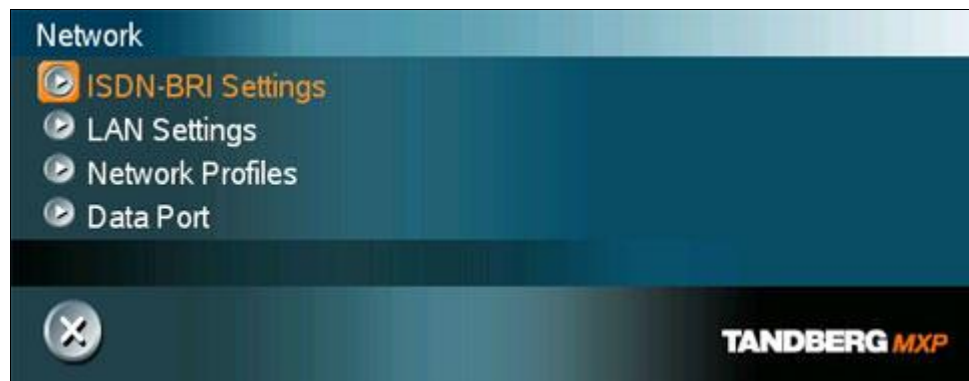 Network
ISDN-BRI Settings
LAN Settings
Network Profiles
Data Port
TANDBERG MXP